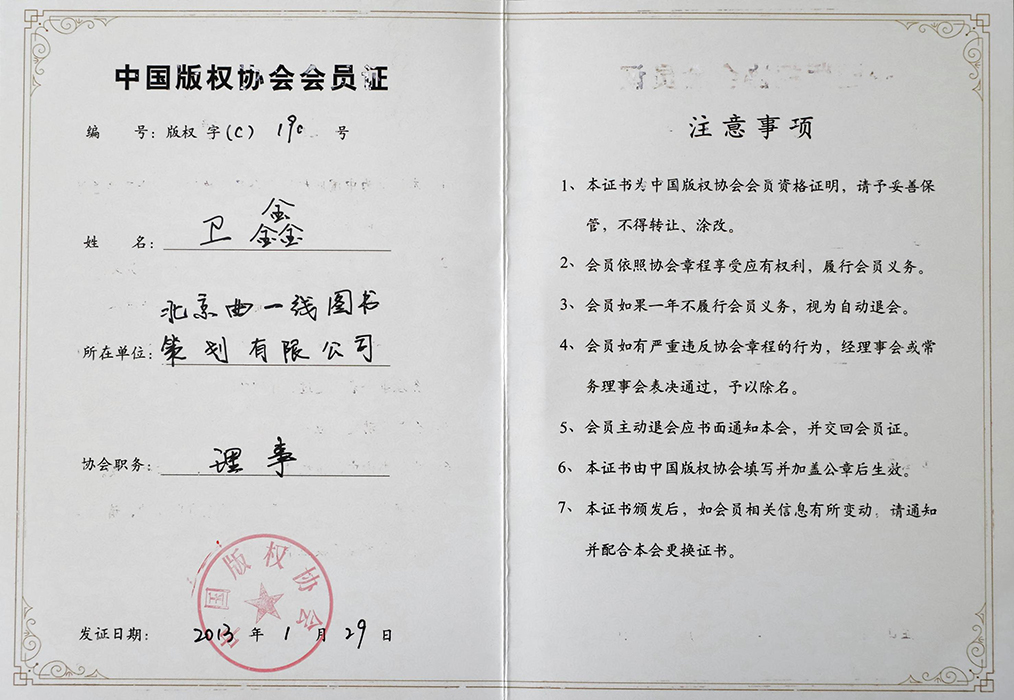 中国版权协会会员证
编 号：版权 字(C) 190 号
姓 名：卫鑫鑫
北京曲一线图书
所在单位：策划有限公司
协会职务：理事
中国版权协会
发证日期：2013 年 1 月 29 日
注意事项
1、本证书为中国版权协会会员资格证明，请予妥善保
管，不得转让、涂改。
2、会员依照协会章程享受应有权利，履行会员义务。
3、会员如果一年不履行会员义务，视为自动退会。
4、会员如有严重违反协会章程的行为，经理事会或常
务理事会表决通过，予以除名。
5、会员主动退会应书面通知本会，并交回会员证。
6、本证书由中国版权协会填写并加盖公章后生效。
7、本证书颁发后，如会员相关信息有所变动，请通知
并配合本会更换证书。